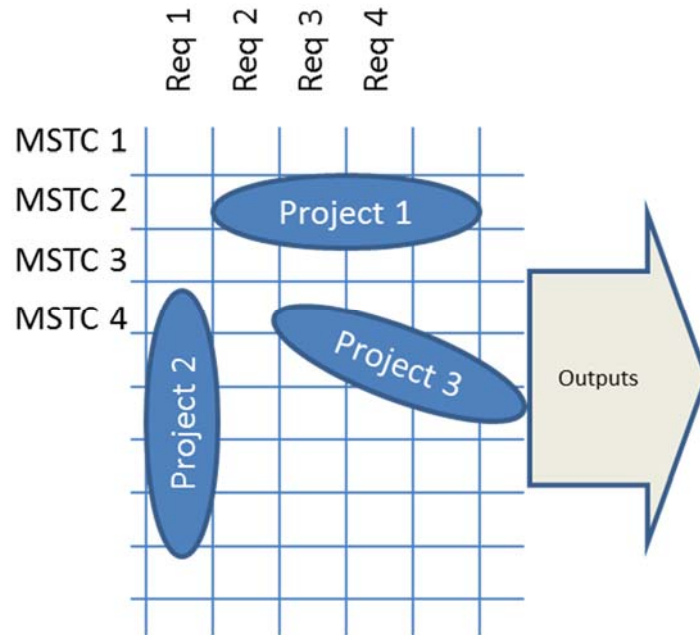 Req 1
Req 2
Req 3
Req 4
MSTC 1
MSTC 2
MSTC 3
MSTC 4
Project 1
Project 2
Project 3
Outputs